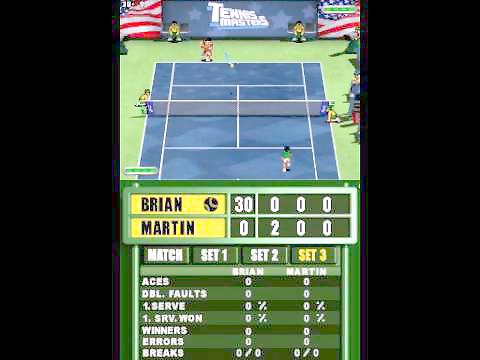 TENNIS
MASTERS
BRIAN 30 0 0 0
MARTIN 0 2 0 0
MATCH SET 1 SET 2 SET 3
BRIAN MARTIN
ACES 0 0
DBL. FAULTS 0 0
1.SERVE 0 % 0 %
1. SRV.WON 0 % 0 %
WINNERS 0 0
ERRORS 0 0
BREAKS 0/0 0/0